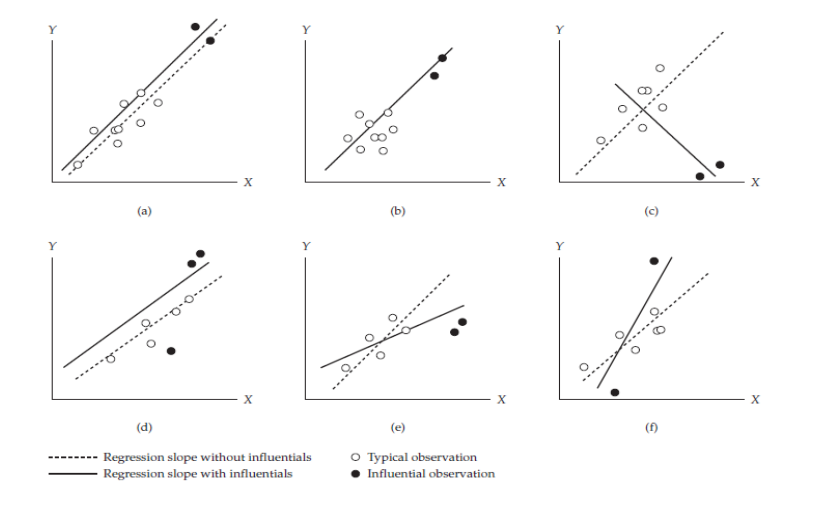 Y Y Y
X X X
(a) (b) (c)
Y Y Y
X X X
(d) (e) (f)
Regression slope without influentials Typical observation
Regression slope with influentials Influential observation